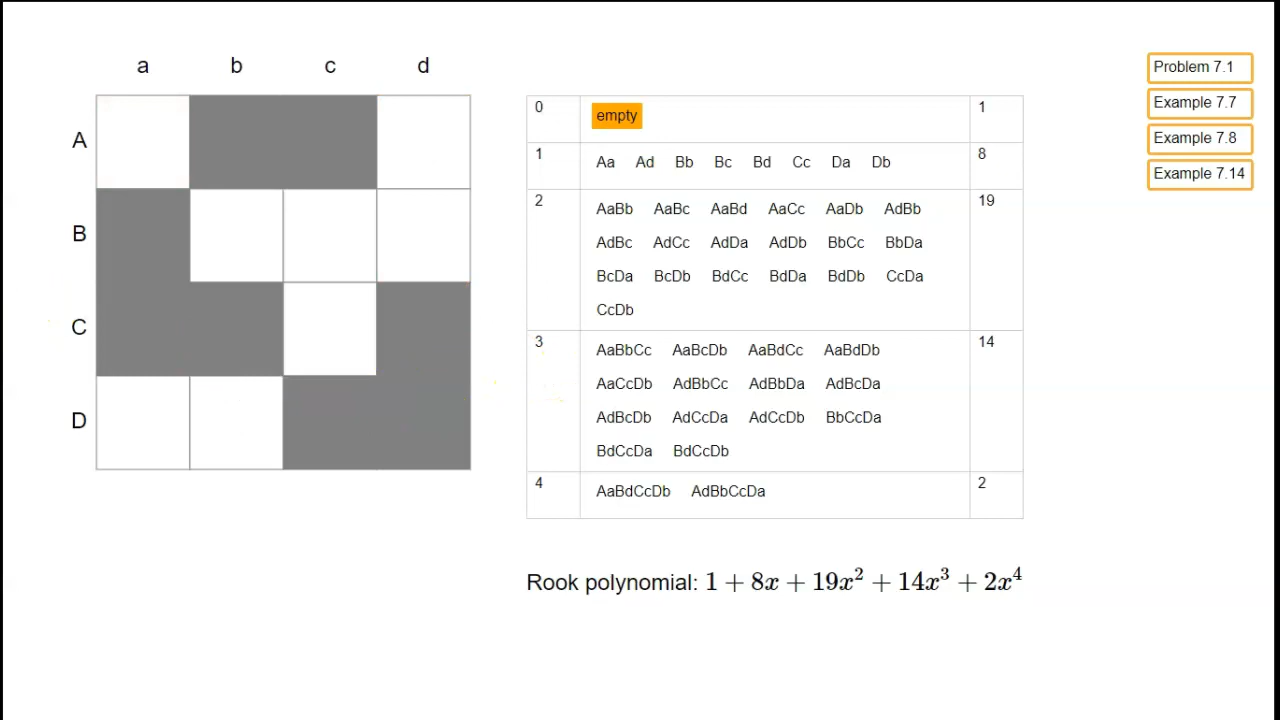 a b c d
A
B
C
D
0 empty 1
1 Aa Ad Bb Bc Bd Cc Da Db 8
2 AaBb AaBc AaBd AaCc AaDb AdBb 19
AdBc AdCc AdDa AdDb BbCc BbDa
BcDa BcDb BdCc BdDa BdDb CcDa
CcDb
3 AaBbCc AaBcDb AaBdCc AaBdDb 14
AaCcDb AdBbCc AdBbDa AdBcDa
AdBcDb AdCcDa AdCcDb BbCcDa
BdCcDa BdCcDb
4 AaBdCcDb AdBbCcDa 2
Rook polynomial: 1 + 8x + 19x² + 14x³ + 2x⁴
Problem 7.1
Example 7.7
Example 7.8
Example 7.14